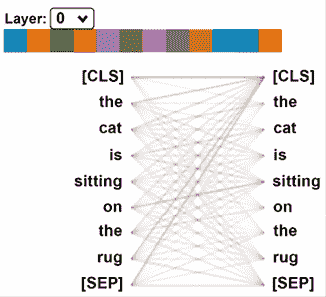 Layer: 0
[CLS] [CLS]
the the
cat cat
is is
sitting sitting
on on
the the
rug rug
[SEP] [SEP]